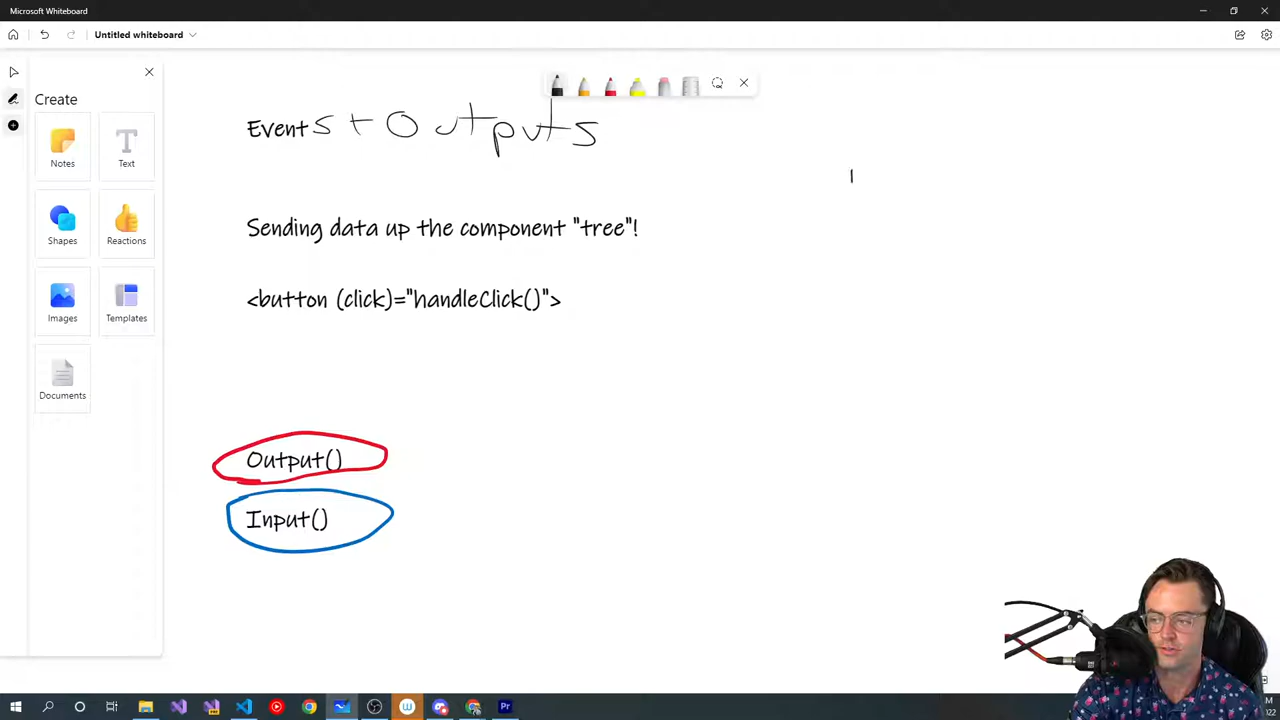 Microsoft Whiteboard
Untitled whiteboard
Create
Notes
Text
Shapes
Reactions
Images
Templates
Documents
Events + Outputs
Sending data up the component "tree"!
<button (click)="handleClick()">
Output()
Input()